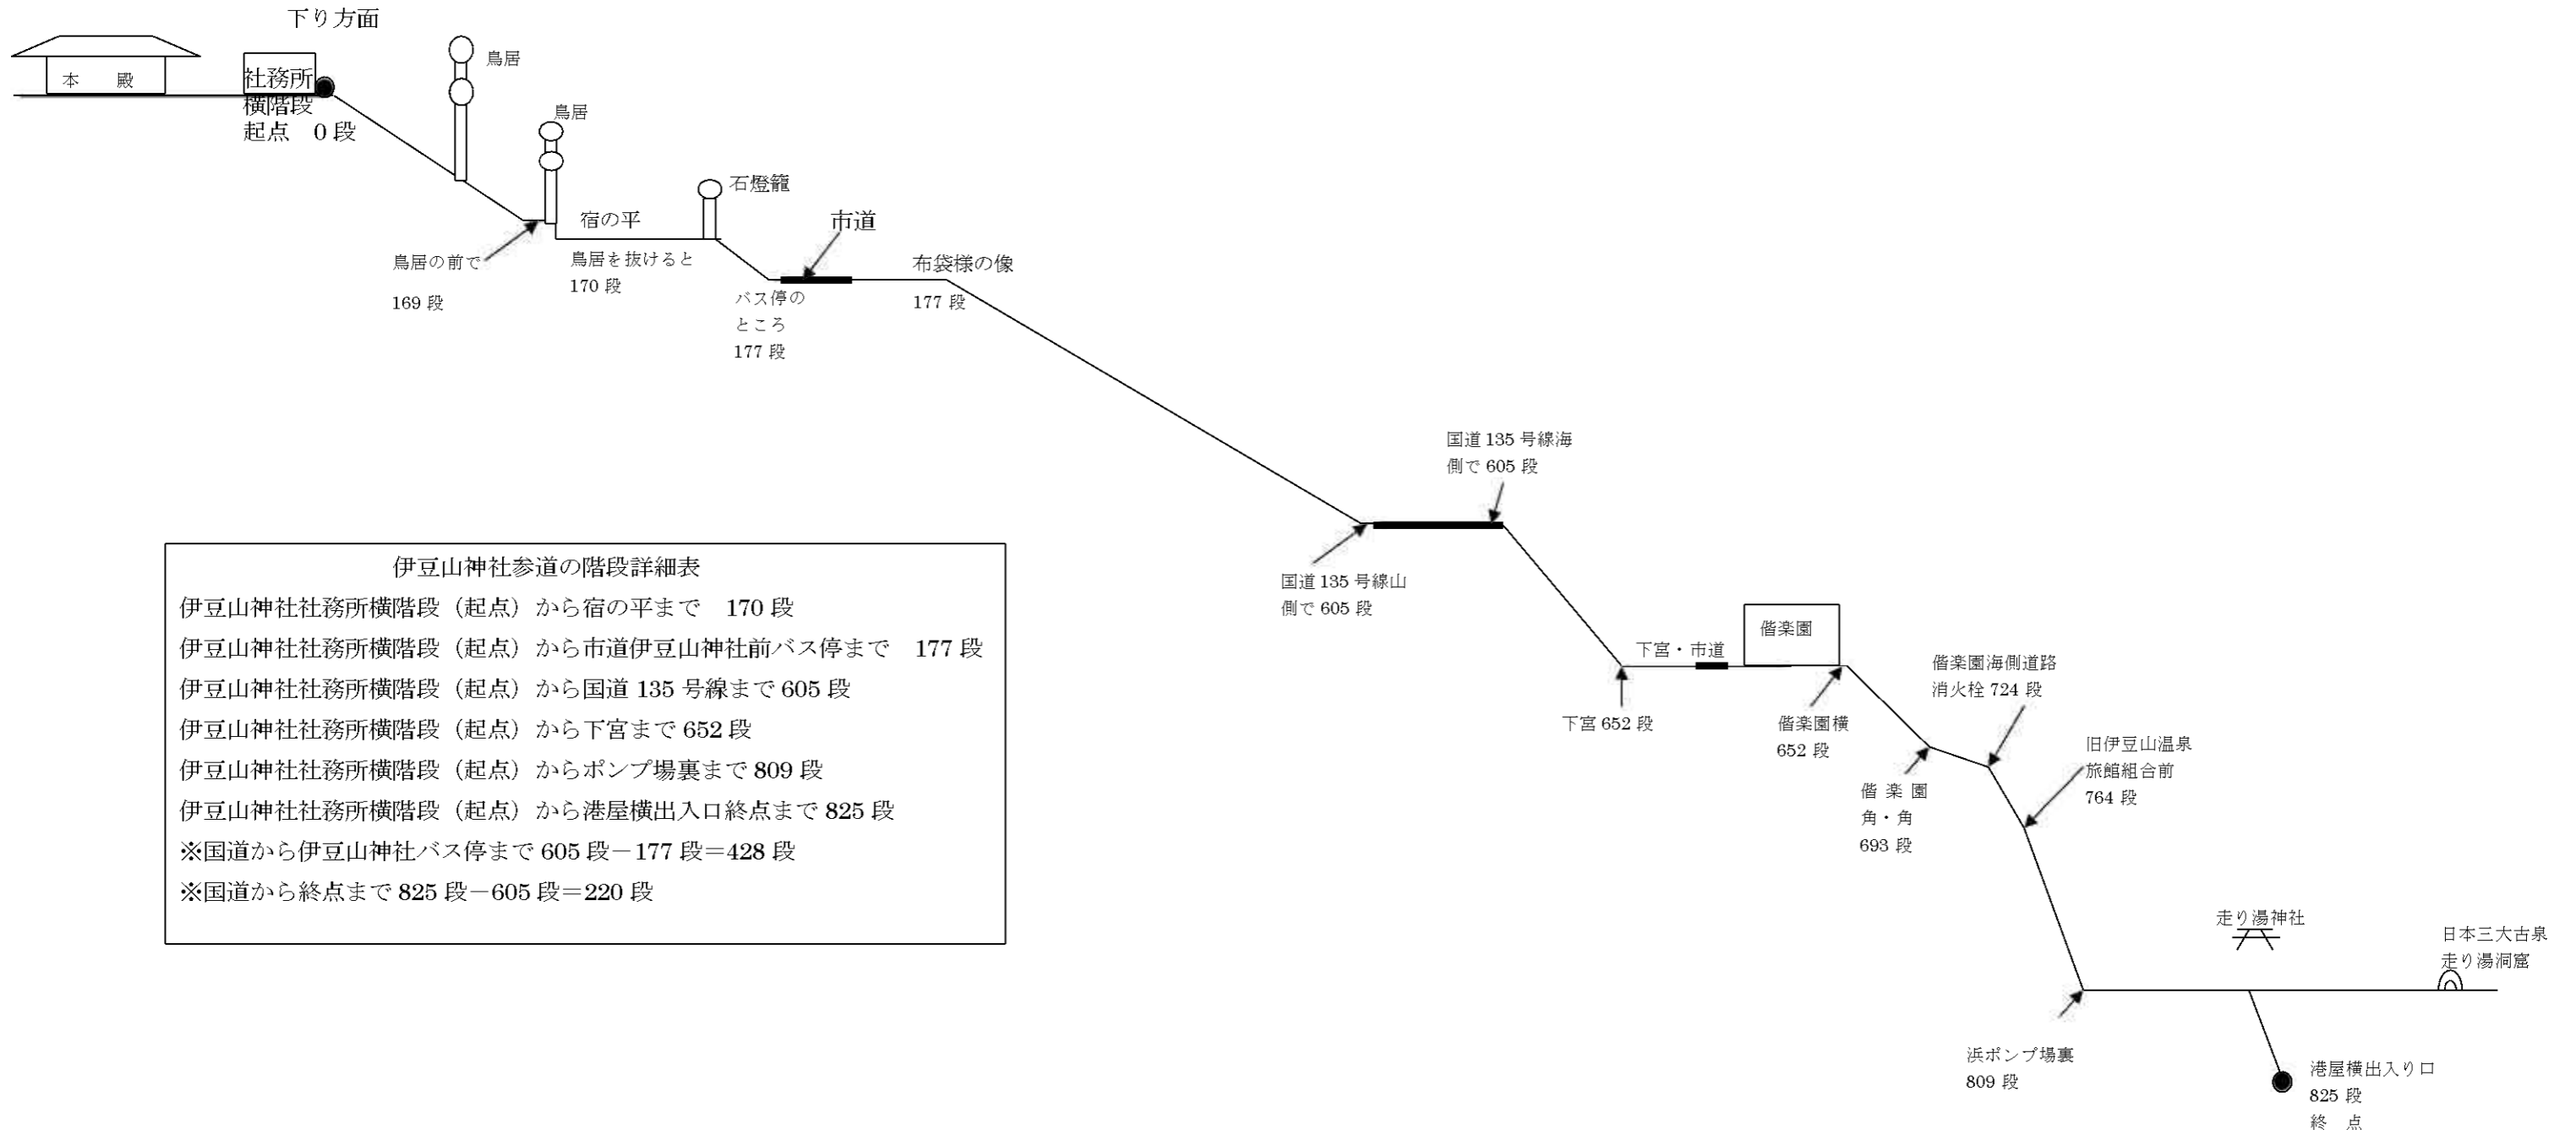 下り方面
本　殿
社務所
横階段
起点　0 段
鳥居
鳥居
鳥居の前で
169 段
宿の平
鳥居を抜けると
170 段
石燈籠
市道
バス停の
ところ
177 段
布袋様の像
177 段
国道 135 号線海
側で 605 段
国道 135 号線山
側で 605 段
下宮・市道
下宮 652 段
偕楽園
偕楽園横
652 段
偕楽園
角・角
693 段
偕楽園海側道路
消火栓 724 段
旧伊豆山温泉
旅館組合前
764 段
浜ポンプ場裏
809 段
走り湯神社
日本三大古泉
走り湯洞窟
港屋横出入り口
825 段
終　点
伊豆山神社参道の階段詳細表
伊豆山神社社務所横階段（起点）から宿の平まで　170 段
伊豆山神社社務所横階段（起点）から市道伊豆山神社前バス停まで　177 段
伊豆山神社社務所横階段（起点）から国道 135 号線まで 605 段
伊豆山神社社務所横階段（起点）から下宮まで 652 段
伊豆山神社社務所横階段（起点）からポンプ場裏まで 809 段
伊豆山神社社務所横階段（起点）から港屋横出入口終点まで 825 段
※国道から伊豆山神社バス停まで 605 段－177 段＝428 段
※国道から終点まで 825 段－605 段＝220 段